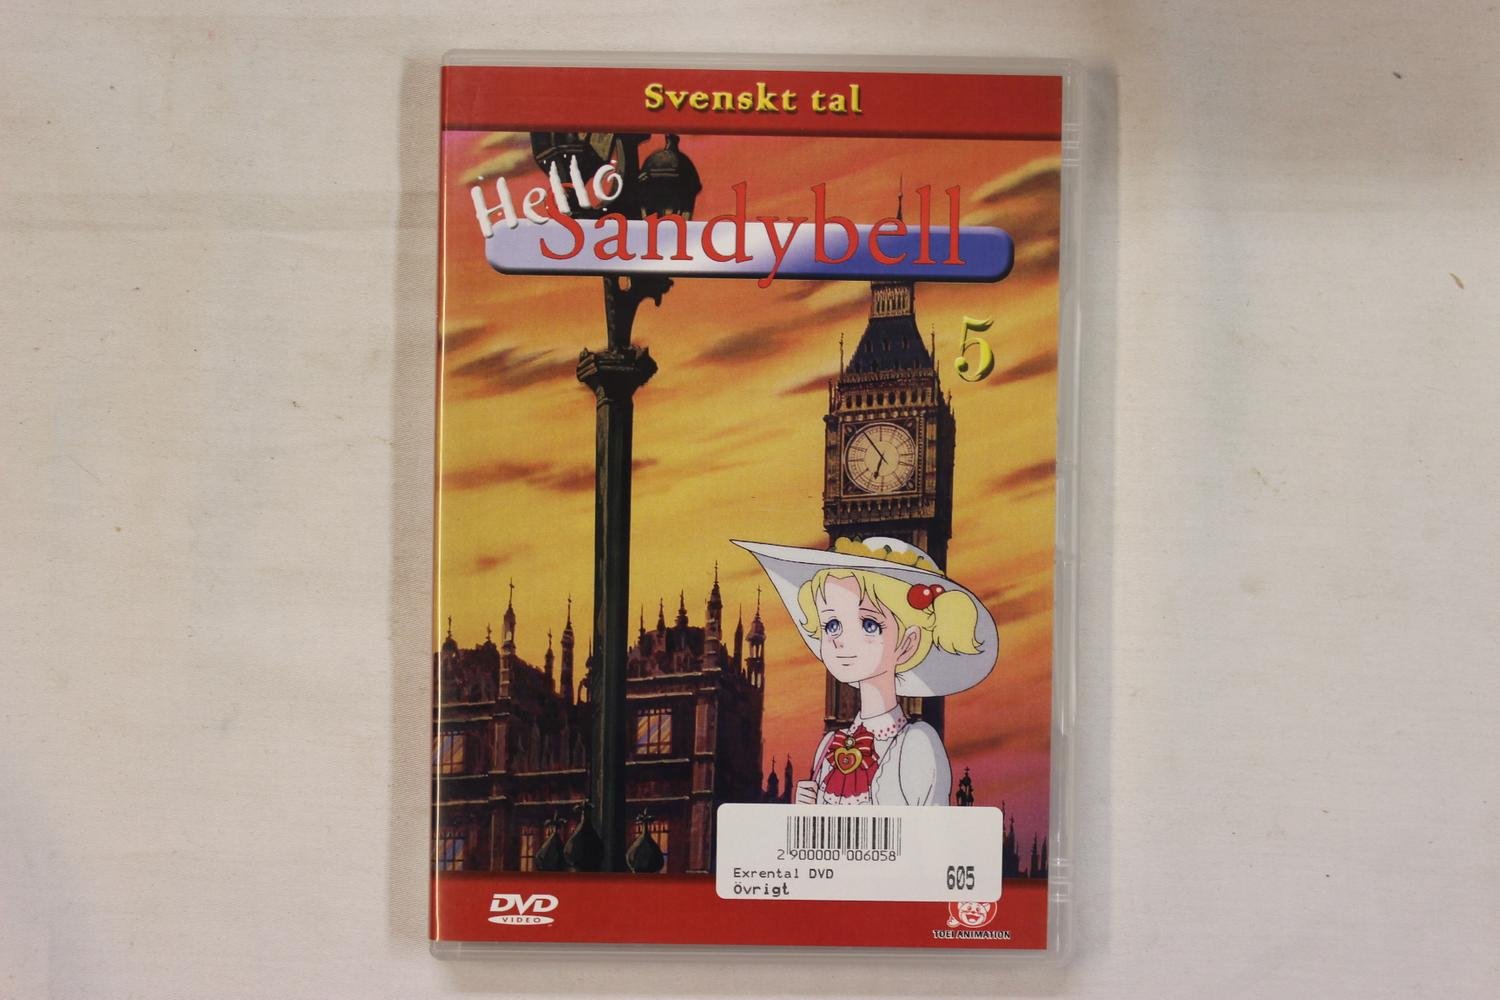 Svenskt tal
Hello
Sandybell
5
2 900000 006058
Exrental DVD
Övrigt
605
DVD
VIDEO
TOEI ANIMATION